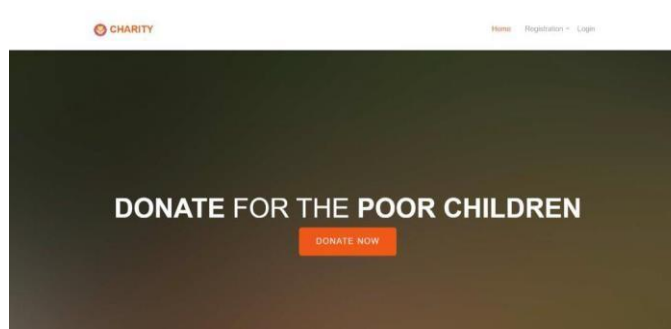 CHARITY
Home Registration Login
DONATE FOR THE POOR CHILDREN
DONATE NOW